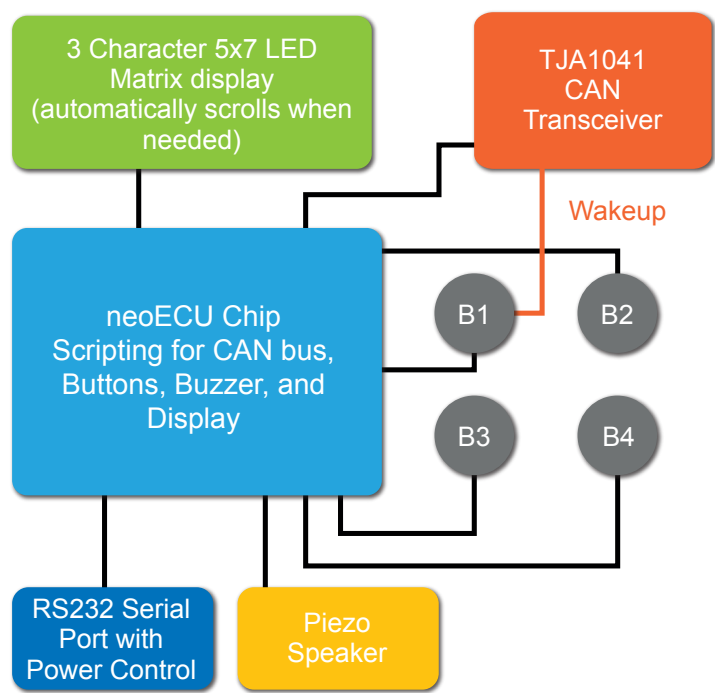 3 Character 5x7 LED
Matrix display
(automatically scrolls when
needed)
TJA1041
CAN
Transceiver
Wakeup
neoECU Chip
Scripting for CAN bus,
Buttons, Buzzer, and
Display
B1
B2
B3
B4
RS232 Serial
Port with
Power Control
Piezo
Speaker